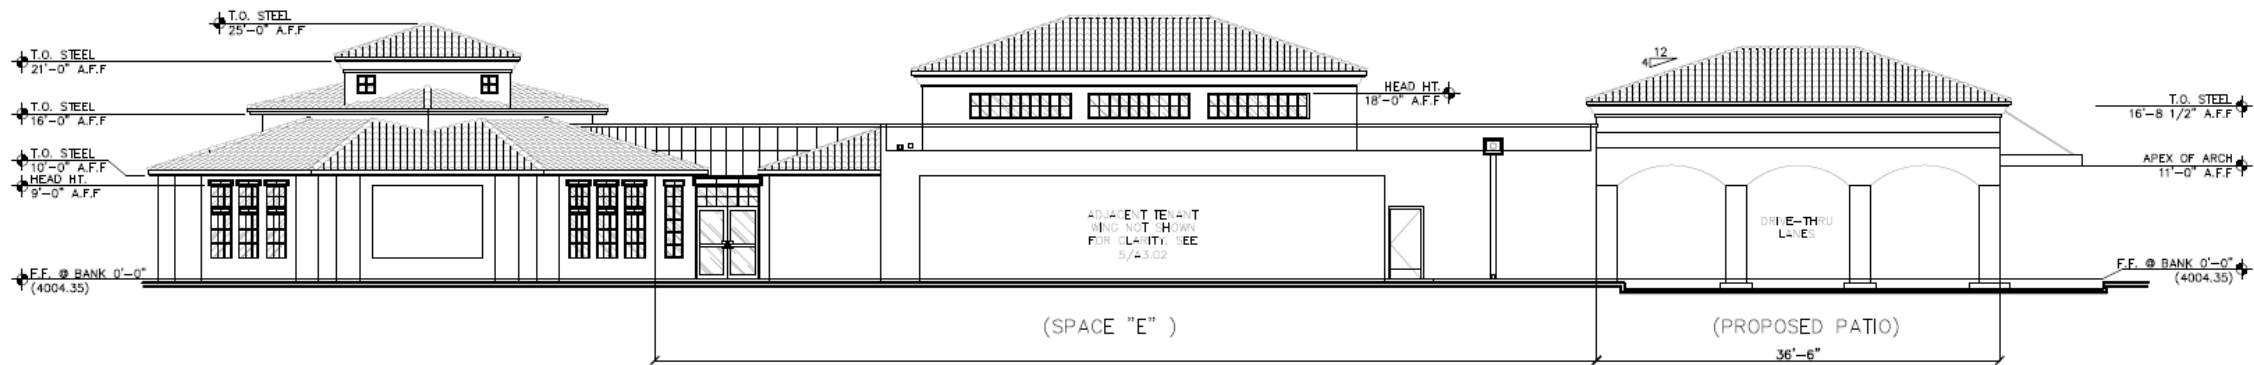 T.O. STEEL
25'-0" A.F.F
T.O. STEEL
21'-0" A.F.F
T.O. STEEL
16'-0" A.F.F
T.O. STEEL
10'-0" A.F.F
HEAD HT.
9'-0" A.F.F
F.F. @ BANK 0'-0"
(4004.35)
HEAD HT.
18'-0" A.F.F
ADJACENT TENANT
WING NOT SHOWN
FOR CLARITY, SEE
5/A3.02
12
4
DRIVE-THRU
LANES
T.O. STEEL
16'-8 1/2" A.F.F
APEX OF ARCH
11'-0" A.F.F
F.F. @ BANK 0'-0"
(4004.35)
(SPACE "E" )
(PROPOSED PATIO)
36'-6"